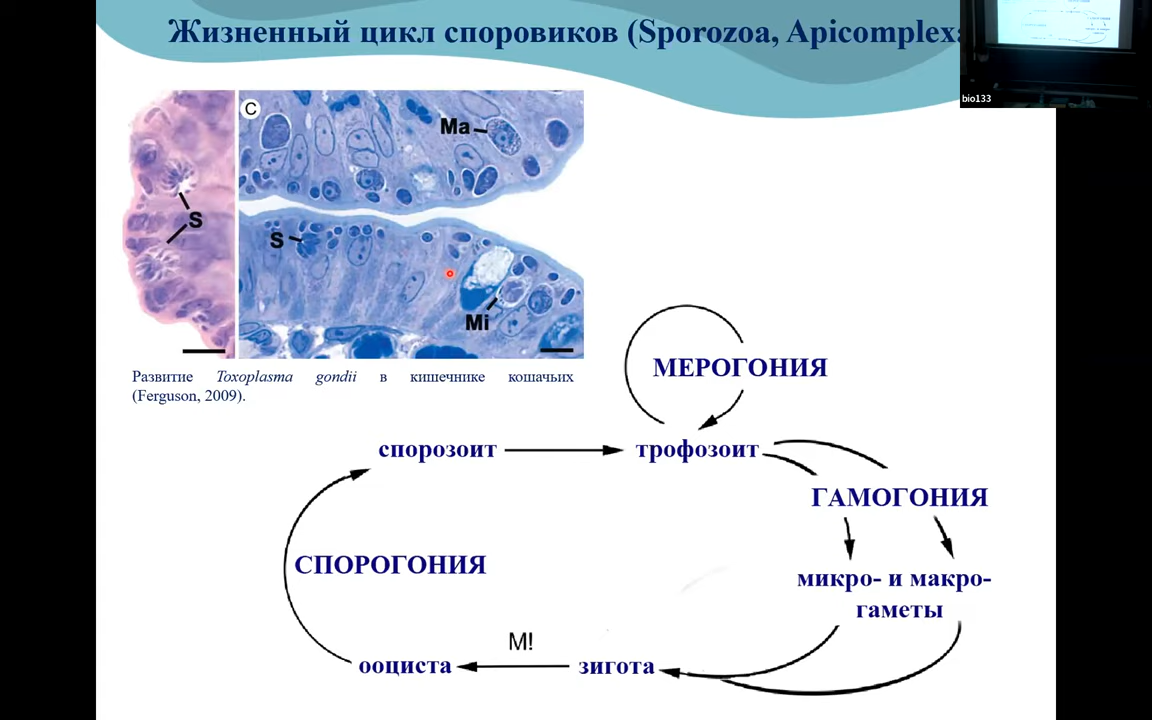 Жизненный цикл споровиков (Sporozoa, Apicomplexa
bio133
C
Ma
S
S
Mi
Развитие Toxoplasma gondii в кишечнике кошачьих
(Ferguson, 2009).
МЕРОГОНИЯ
спорозоит
трофозоит
ГАМОГОНИЯ
СПОРОГОНИЯ
микро- и макро-
гаметы
М!
ооциста
зигота